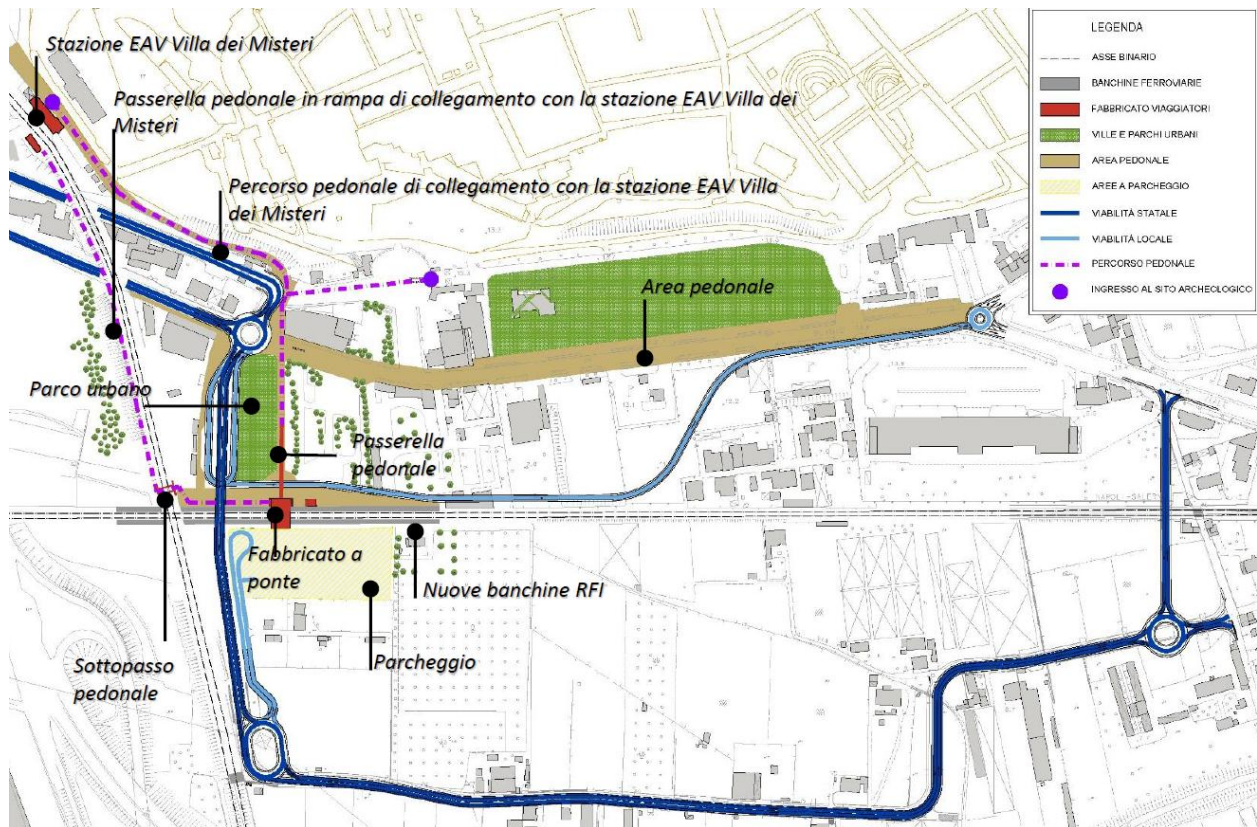 Stazione EAV Villa dei Misteri
Passerella pedonale in rampa di collegamento con la stazione EAV Villa dei
Misteri
Percorso pedonale di collegamento con la stazione EAV Villa
dei Misteri
Area pedonale
Parco urbano
Passerella
pedonale
Fabbricato a
ponte
Nuove banchine RFI
Sottopasso
pedonale
Parcheggio
LEGENDA
ASSE BINARIO
BANCHINE FERROVIARIE
FABBRICATO VIAGGIATORI
VILLE E PARCHI URBANI
AREA PEDONALE
AREE A PARCHEGGIO
VIABILITÀ STATALE
VIABILITÀ LOCALE
PERCORSO PEDONALE
INGRESSO AL SITO ARCHEOLOGICO